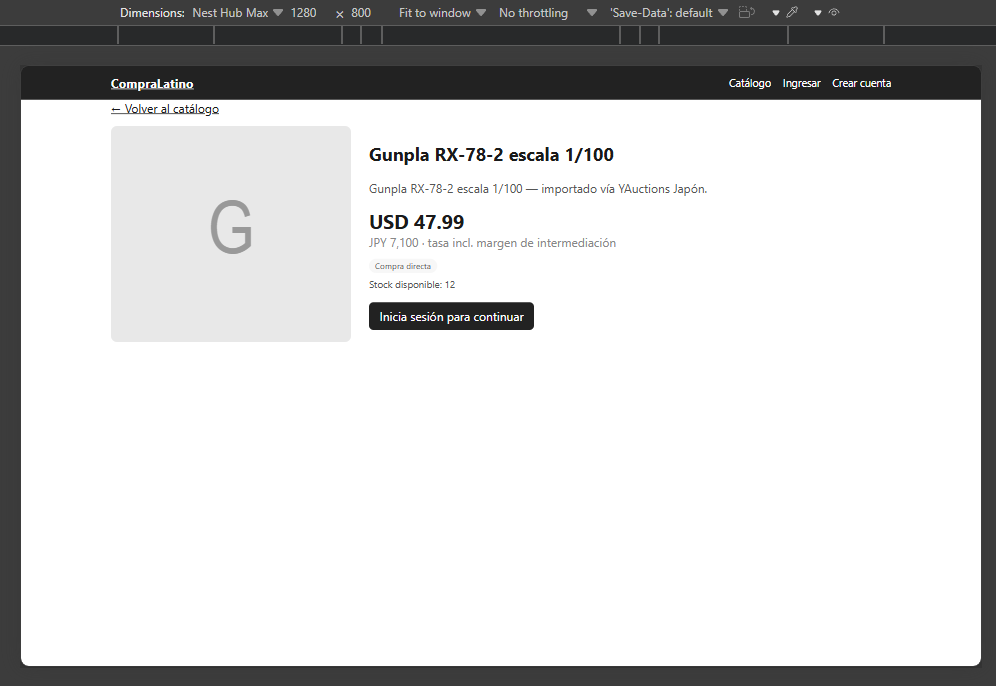 Dimensions: Nest Hub Max 1280 × 800 Fit to window No throttling 'Save-Data': default
CompraLatino Catálogo Ingresar Crear cuenta
← Volver al catálogo
G
Gunpla RX-78-2 escala 1/100
Gunpla RX-78-2 escala 1/100 — importado vía YAuctions Japón.
USD 47.99
JPY 7,100 · tasa incl. margen de intermediación
Compra directa
Stock disponible: 12
Inicia sesión para continuar